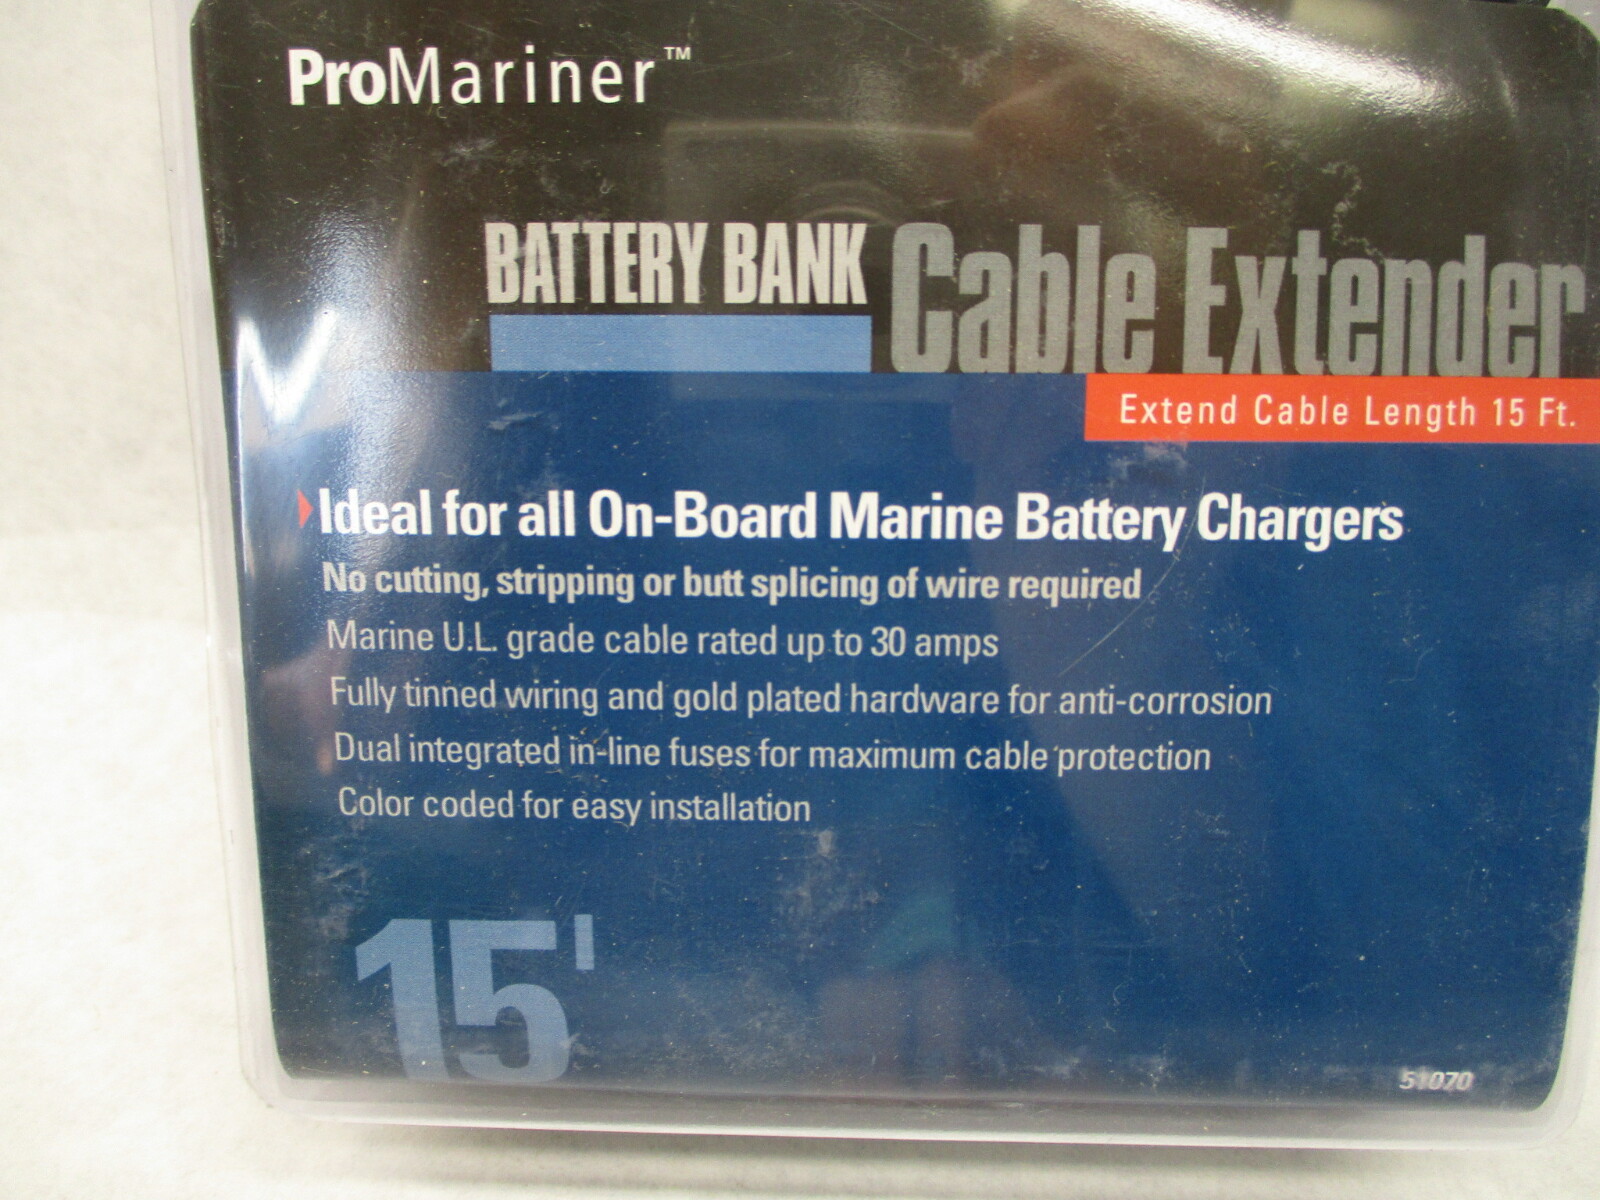 ProMariner™
BATTERY BANK Cable Extender
Extend Cable Length 15 Ft.
Ideal for all On-Board Marine Battery Chargers
No cutting, stripping or butt splicing of wire required
Marine U.L. grade cable rated up to 30 amps
Fully tinned wiring and gold plated hardware for anti-corrosion
Dual integrated in-line fuses for maximum cable protection
Color coded for easy installation
15'
51070